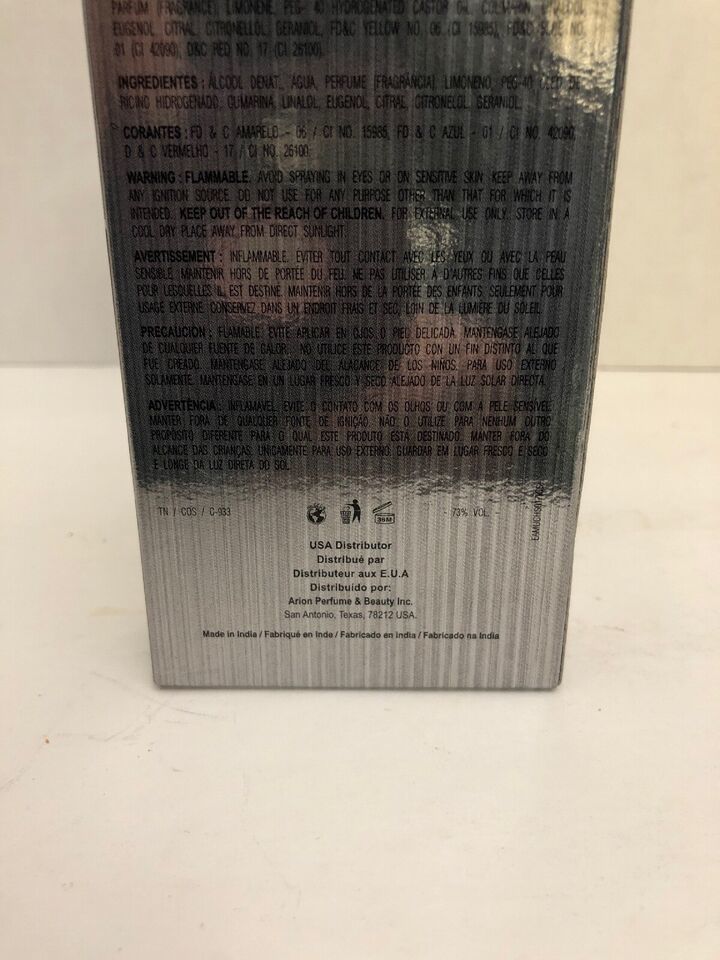 PARFUM (FRAGRANCE), LIMONENE, PEG- 40 HYDROGENATED CASTOR OIL, COUMARIN, LINALOOL,
EUGENOL, CITRAL, CITRONELLOL, GERANIOL, FD&C YELLOW NO. 06 (CI 15985), FD&C BLUE NO.
01 (CI 42090), D&C RED NO. 17 (CI 26100).
INGREDIENTES : ÁLCOOL DENAT., AGUA, PERFUME [FRAGRÂNCIA], LIMONENO, PEG-40 ÓLEO DE
RICINO HIDROGENADO, CUMARINA, LINALOL, EUGENOL, CITRAL, CITRONELOL, GERANIOL.
CORANTES : FD & C AMARELO - 06 / CI NO. 15985, FD & C AZUL - 01 / CI NO. 42090,
D & C VERMELHO - 17 / CI NO. 26100.
WARNING : FLAMMABLE. AVOID SPRAYING IN EYES OR ON SENSITIVE SKIN. KEEP AWAY FROM
ANY IGNITION SOURCE. DO NOT USE FOR ANY PURPOSE OTHER THAN THAT FOR WHICH IT IS
INTENDED. KEEP OUT OF THE REACH OF CHILDREN. FOR EXTERNAL USE ONLY. STORE IN A
COOL DRY PLACE AWAY FROM DIRECT SUNLIGHT.
AVERTISSEMENT : INFLAMMABLE. EVITER TOUT CONTACT AVEC LES YEUX OU AVEC LA PEAU
SENSIBLE. MAINTENIR HORS DE PORTÉE DU FEU. NE PAS UTILISER À D'AUTRES FINS QUE CELLES
POUR LESQUELLES IL EST DESTINÉ. MAINTENIR HORS DE LA PORTÉE DES ENFANTS. SEULEMENT POUR
USAGE EXTERNE. CONSERVEZ DANS UN ENDROIT FRAIS ET SEC, LOIN DE LA LUMIÈRE DU SOLEIL.
PRECAUCION : FLAMABLE. EVITE APLICAR EN OJOS O PIEL DELICADA. MANTENGASE ALEJADO
DE CUALQUIER FUENTE DE CALOR. NO UTILICE ESTE PRODUCTO CON UN FIN DISTINTO AL QUE
FUE CREADO. MANTENGASE ALEJADO DEL ALACANCE DE LOS NIÑOS. PARA USO EXTERNO
SOLAMENTE. MANTENGASE EN UN LUGAR FRESCO Y SECO ALEJADO DE LA LUZ SOLAR DIRECTA.
ADVERTÊNCIA : INFLAMÁVEL. EVITE O CONTATO COM OS OLHOS OU COM A PELE SENSÍVEL.
MANTER FORA DE QUALQUER FONTE DE IGNIÇÃO. NÃO O UTILIZE PARA NENHUM OUTRO
PROPÓSITO DIFERENTE PARA O QUAL ESTE PRODUTO ESTÁ DESTINADO. MANTER FORA DO
ALCANCE DAS CRIANÇAS. UNICAMENTE PARA USO EXTERNO. GUARDAR EM LUGAR FRESCO E SECO
E LONGE DA LUZ DIRETA DO SOL.
TN / COS / C-933
36M
- 73% VOL. -
USA Distributor
Distribué par
Distributeur aux E.U.A
Distribuido por:
Arion Perfume & Beauty Inc.
San Antonio, Texas, 78212 USA.
Made in India / Fabriqué en Inde / Fabricado en india / Fabricado na India